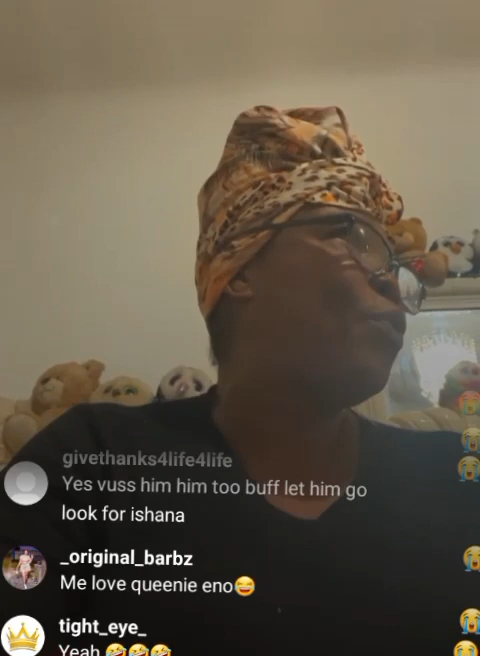 givethanks4life4life
Yes vuss him him too buff let him go
look for ishana
_original_barbz
Me love queenie eno😂
tight_eye_
Yeah 🤣🤣🤣